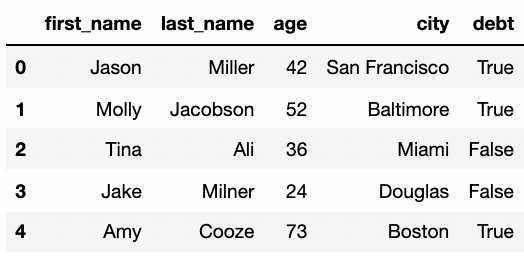 first_name last_name age city debt
0 Jason Miller 42 San Francisco True
1 Molly Jacobson 52 Baltimore True
2 Tina Ali 36 Miami False
3 Jake Milner 24 Douglas False
4 Amy Cooze 73 Boston True